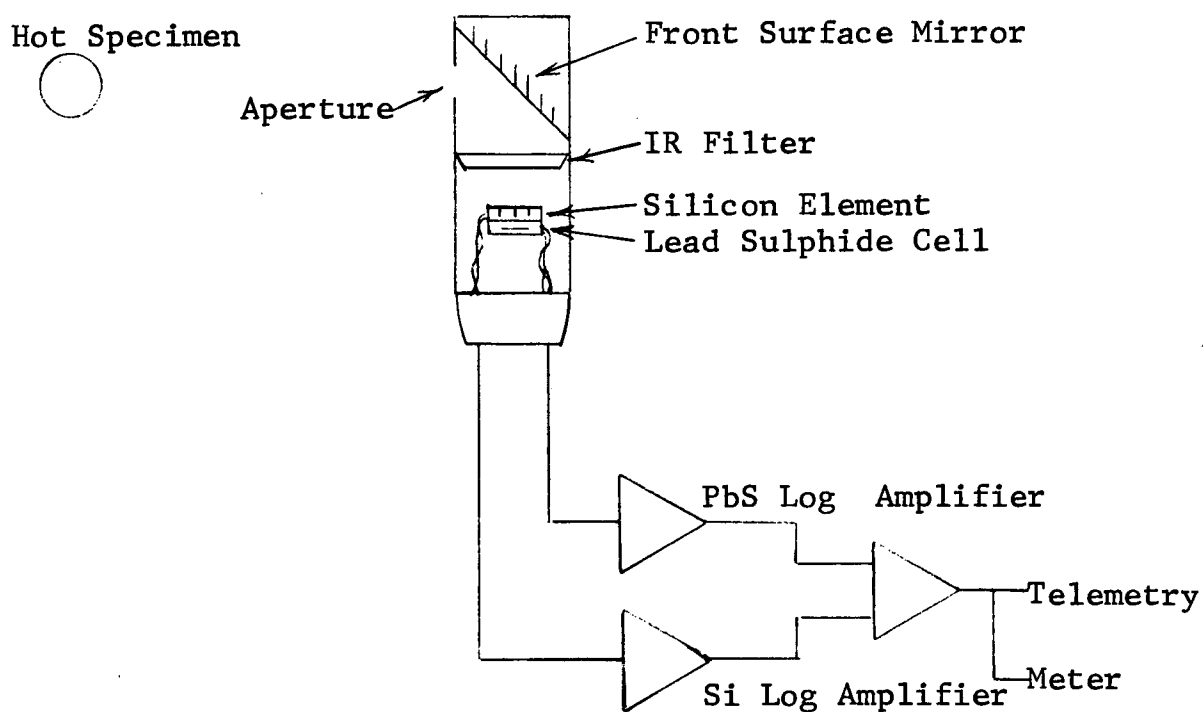 Hot Specimen
Front Surface Mirror
Aperture
IR Filter
Silicon Element
Lead Sulphide Cell
PbS Log Amplifier
Telemetry
Si Log Amplifier
Meter